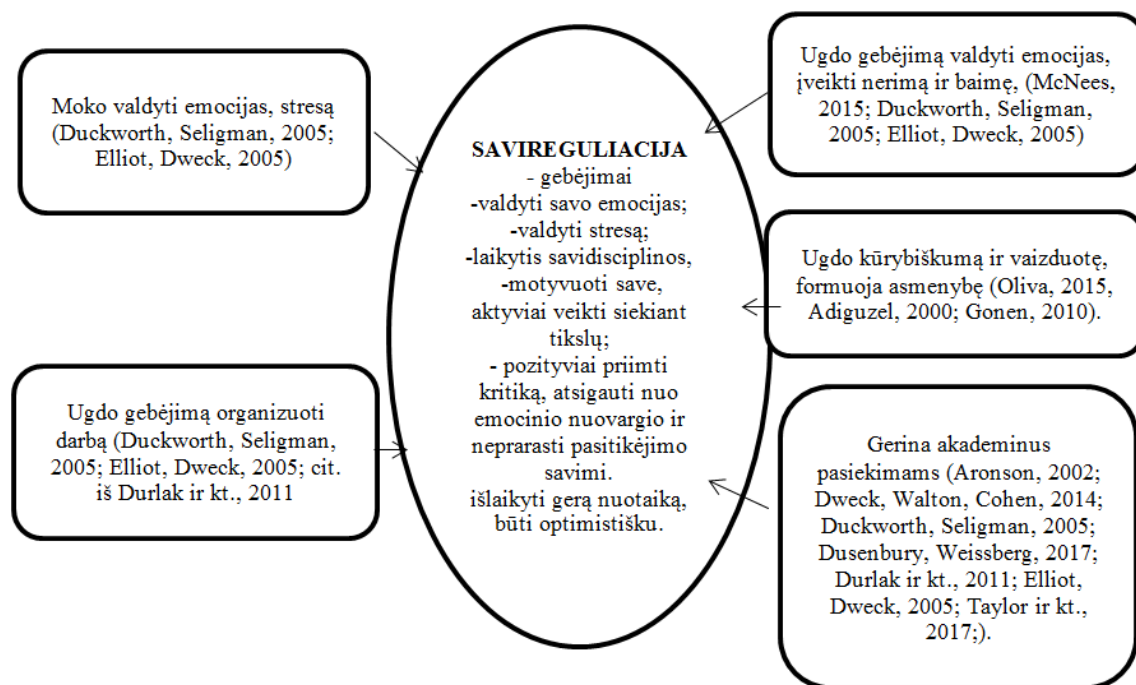 Moko valdyti emocijas, stresą
(Duckworth, Seligman, 2005;
Elliot, Dweck, 2005)
Ugdo gebėjimą organizuoti
darbą (Duckworth, Seligman,
2005; Elliot, Dweck, 2005; cit.
iš Durlak ir kt., 2011
SAVIREGULIACIJA
- gebėjimai
-valdyti savo emocijas;
-valdyti stresą;
-laikytis savidisciplinos,
-motyvuoti save,
aktyviai veikti siekiant
tikslų;
- pozityviai priimti
kritiką, atsigauti nuo
emocinio nuovargio ir
neprarasti pasitikėjimo
savimi.
išlaikyti gerą nuotaiką,
būti optimistišku.
Ugdo gebėjimą valdyti emocijas,
įveikti nerimą ir baimę, (McNees,
2015; Duckworth, Seligman,
2005; Elliot, Dweck, 2005)
Ugdo kūrybiškumą ir vaizduotę,
formuoja asmenybę (Oliva, 2015,
Adiguzel, 2000; Gonen, 2010).
Gerina akademinus
pasiekimams (Aronson, 2002;
Dweck, Walton, Cohen, 2014;
Duckworth, Seligman, 2005;
Dusenbury, Weissberg, 2017;
Durlak ir kt., 2011; Elliot,
Dweck, 2005; Taylor ir kt.,
2017;).